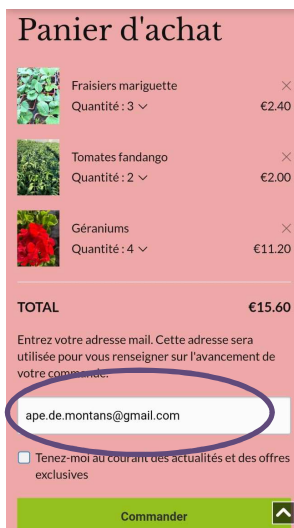 Panier d'achat
Fraisiers mariguette
Quantité : 3
€2.40
Tomates fandango
Quantité : 2
€2.00
Géraniums
Quantité : 4
€11.20
TOTAL €15.60
Entrez votre adresse mail. Cette adresse sera
utilisée pour vous renseigner sur l'avancement de
votre commande.
ape.de.montans@gmail.com
Tenez-moi au courant des actualités et des offres
exclusives
Commander